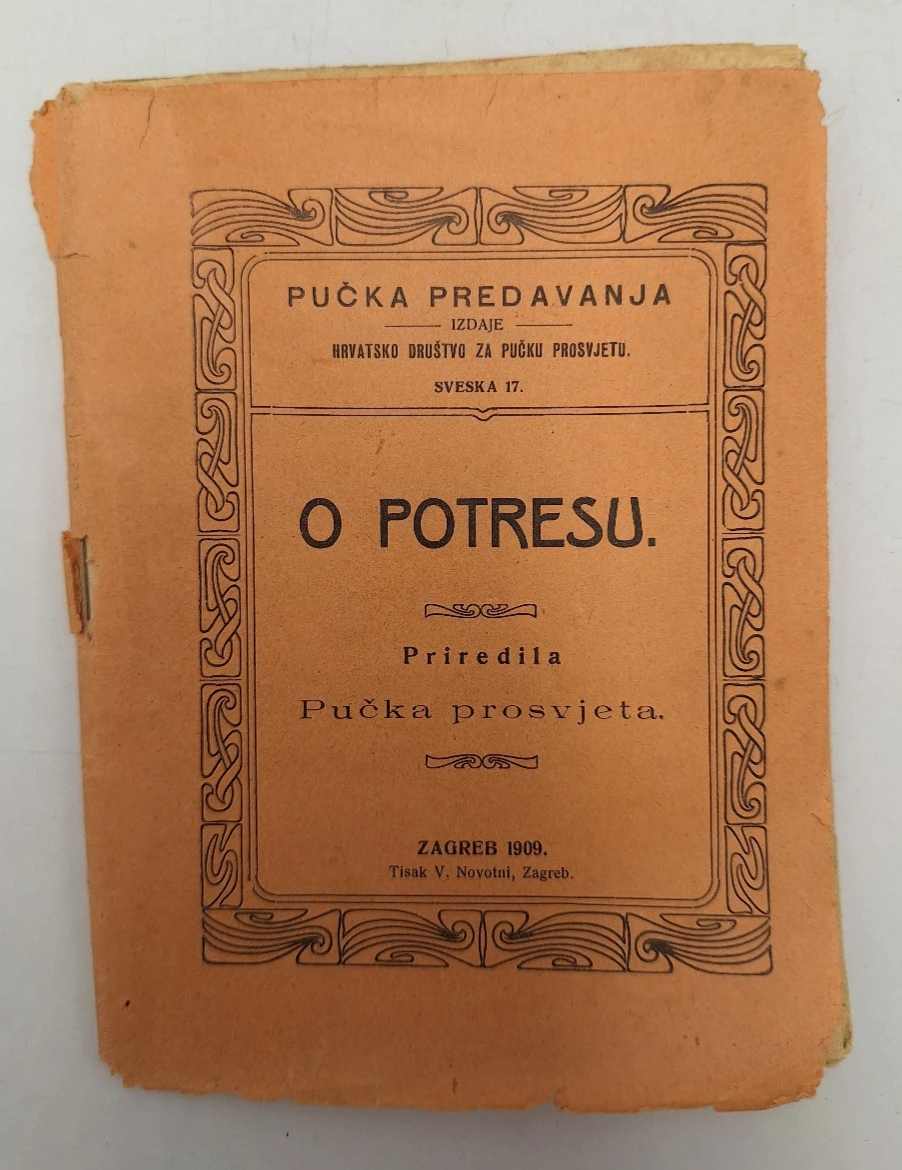 PUČKA PREDAVANJA
IZDAJE
HRVATSKO DRUŠTVO ZA PUČKU PROSVJETU.
SVESKA 17.
O POTRESU.
Priredila
Pučka prosvjeta.
ZAGREB 1909.
Tisak V. Novotni, Zagreb.